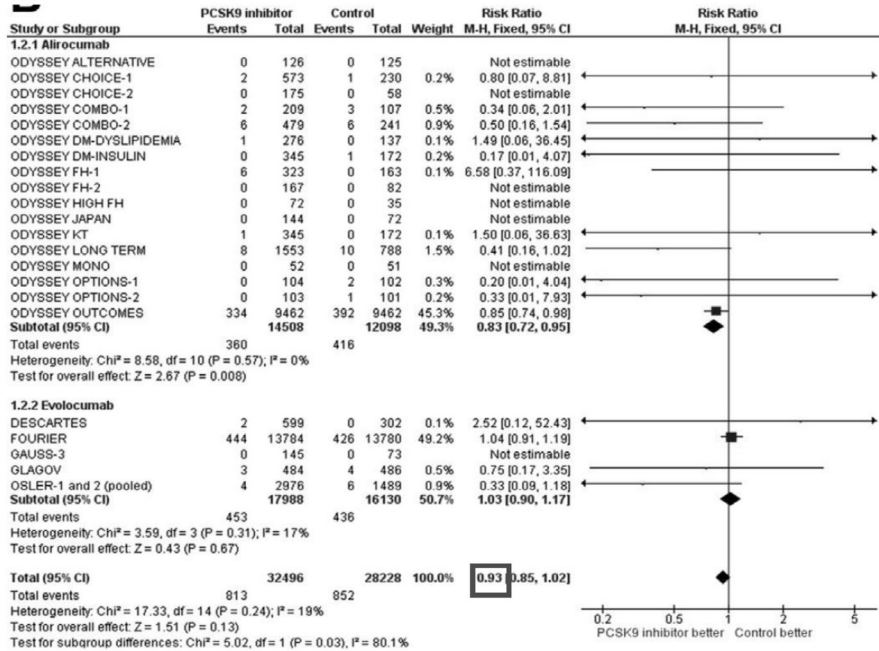 PCSK9 inhibitor Control Risk Ratio Risk Ratio
Study or Subgroup Events Total Events Total Weight M-H, Fixed, 95% CI M-H, Fixed, 95% CI
1.2.1 Alirocumab
ODYSSEY ALTERNATIVE 0 126 0 125 Not estimable
ODYSSEY CHOICE-1 2 573 1 230 0.2% 0.80 [0.07, 8.81]
ODYSSEY CHOICE-2 0 175 0 58 Not estimable
ODYSSEY COMBO-1 2 209 3 107 0.5% 0.34 [0.06, 2.01]
ODYSSEY COMBO-2 6 479 6 241 0.9% 0.50 [0.16, 1.54]
ODYSSEY DM-DYSLIPIDEMIA 1 276 0 137 0.1% 1.49 [0.06, 36.45]
ODYSSEY DM-INSULIN 0 345 1 172 0.2% 0.17 [0.01, 4.07]
ODYSSEY FH-1 6 323 0 163 0.1% 6.58 [0.37, 116.09]
ODYSSEY FH-2 0 167 0 82 Not estimable
ODYSSEY HIGH FH 0 72 0 35 Not estimable
ODYSSEY JAPAN 0 144 0 72 Not estimable
ODYSSEY KT 1 345 0 172 0.1% 1.50 [0.06, 36.63]
ODYSSEY LONG TERM 8 1553 10 788 1.5% 0.41 [0.16, 1.02]
ODYSSEY MONO 0 52 0 51 Not estimable
ODYSSEY OPTIONS-1 0 104 2 102 0.3% 0.20 [0.01, 4.04]
ODYSSEY OPTIONS-2 0 103 1 101 0.2% 0.33 [0.01, 7.93]
ODYSSEY OUTCOMES 334 9462 392 9462 45.3% 0.85 [0.74, 0.98]
Subtotal (95% CI) 14508 12098 49.3% 0.83 [0.72, 0.95]
Total events 360 416
Heterogeneity: Chi² = 8.58, df = 10 (P = 0.57); I² = 0%
Test for overall effect: Z = 2.67 (P = 0.008)
1.2.2 Evolocumab
DESCARTES 2 599 0 302 0.1% 2.52 [0.12, 52.43]
FOURIER 444 13784 426 13780 49.2% 1.04 [0.91, 1.19]
GAUSS-3 0 145 0 73 Not estimable
GLAGOV 3 484 4 486 0.5% 0.75 [0.17, 3.35]
OSLER-1 and 2 (pooled) 4 2976 6 1489 0.9% 0.33 [0.09, 1.18]
Subtotal (95% CI) 17988 16130 50.7% 1.03 [0.90, 1.17]
Total events 453 436
Heterogeneity: Chi² = 3.59, df = 3 (P = 0.31); I² = 17%
Test for overall effect: Z = 0.43 (P = 0.67)
Total (95% CI) 32496 28228 100.0% 0.93 [0.85, 1.02]
Total events 813 852
Heterogeneity: Chi² = 17.33, df = 14 (P = 0.24); I² = 19%
Test for overall effect: Z = 1.51 (P = 0.13)
Test for subgroup differences: Chi² = 5.02, df = 1 (P = 0.03), I² = 80.1%
0.2 0.5 1 2 5
PCSK9 inhibitor better Control better